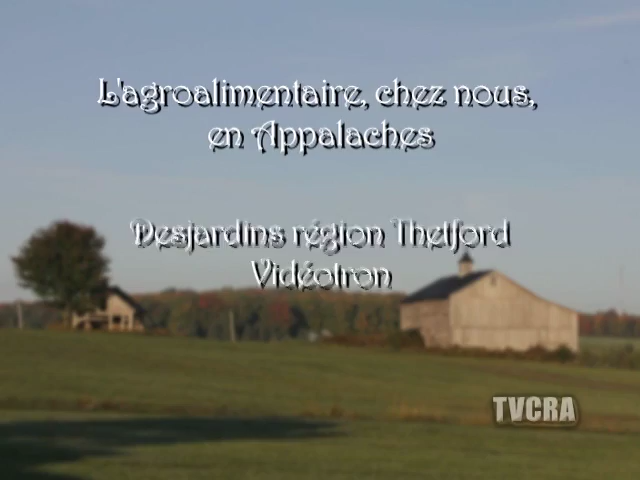 L'agroalimentaire, chez nous,
en Appalaches
Desjardins région Thetford
Vidéotron
TVCRA